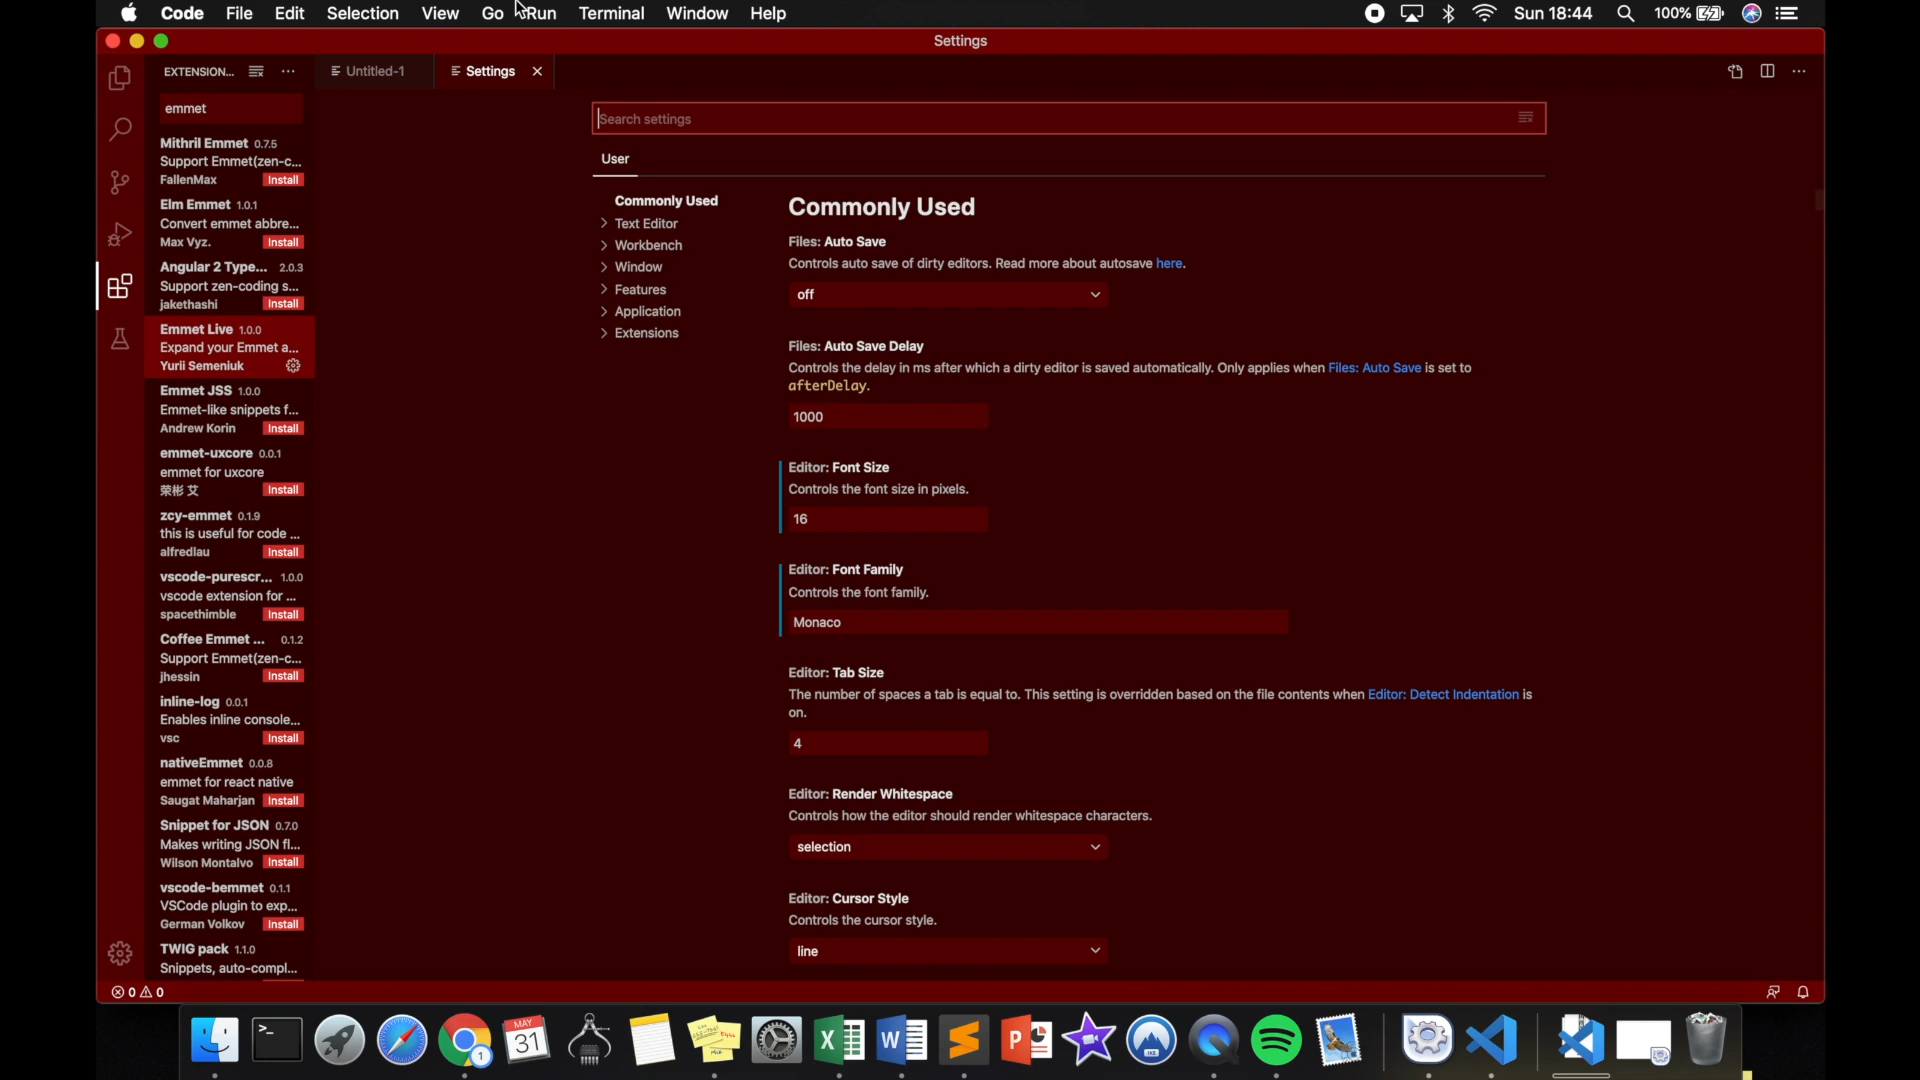 Code File Edit Selection View Go Run Terminal Window Help
Sun 18:44 100%
Settings
EXTENSION...
Untitled-1
Settings
emmet
Mithril Emmet 0.7.5
Support Emmet(zen-c...
FallenMax Install
Elm Emmet 1.0.1
Convert emmet abbre...
Max Vyz. Install
Angular 2 Type... 2.0.3
Support zen-coding s...
jakethashi Install
Emmet Live 1.0.0
Expand your Emmet a...
Yurii Semeniuk
Emmet JSS 1.0.0
Emmet-like snippets f...
Andrew Korin Install
emmet-uxcore 0.0.1
emmet for uxcore
荣彬 艾 Install
zcy-emmet 0.1.9
this is useful for code ...
alfredlau Install
vscode-purescr... 1.0.0
vscode extension for ...
spacethimble Install
Coffee Emmet ... 0.1.2
Support Emmet(zen-c...
jhessin Install
inline-log 0.0.1
Enables inline console...
vsc Install
nativeEmmet 0.0.8
emmet for react native
Saugat Maharjan Install
Snippet for JSON 0.7.0
Makes writing JSON fl...
Wilson Montalvo Install
vscode-bemmet 0.1.1
VSCode plugin to exp...
German Volkov Install
TWIG pack 1.1.0
Snippets, auto-compl...
Search settings
User
Commonly Used
Text Editor
Workbench
Window
Features
Application
Extensions
Commonly Used
Files: Auto Save
Controls auto save of dirty editors. Read more about autosave here.
off
Files: Auto Save Delay
Controls the delay in ms after which a dirty editor is saved automatically. Only applies when Files: Auto Save is set to
afterDelay.
1000
Editor: Font Size
Controls the font size in pixels.
16
Editor: Font Family
Controls the font family.
Monaco
Editor: Tab Size
The number of spaces a tab is equal to. This setting is overridden based on the file contents when Editor: Detect Indentation is
on.
4
Editor: Render Whitespace
Controls how the editor should render whitespace characters.
selection
Editor: Cursor Style
Controls the cursor style.
line
0 0
>_
1
MAY
31
X
W
P